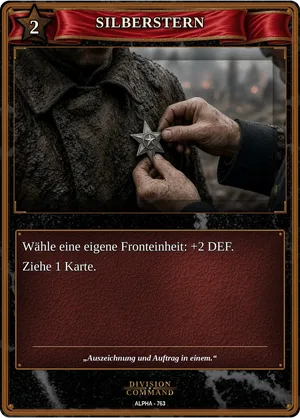 2
SILBERSTERN
Wähle eine eigene Fronteinheit: +2 DEF.
Ziehe 1 Karte.
„Auszeichnung und Auftrag in einem.“
DIVISION
COMMAND
ALPHA - 763